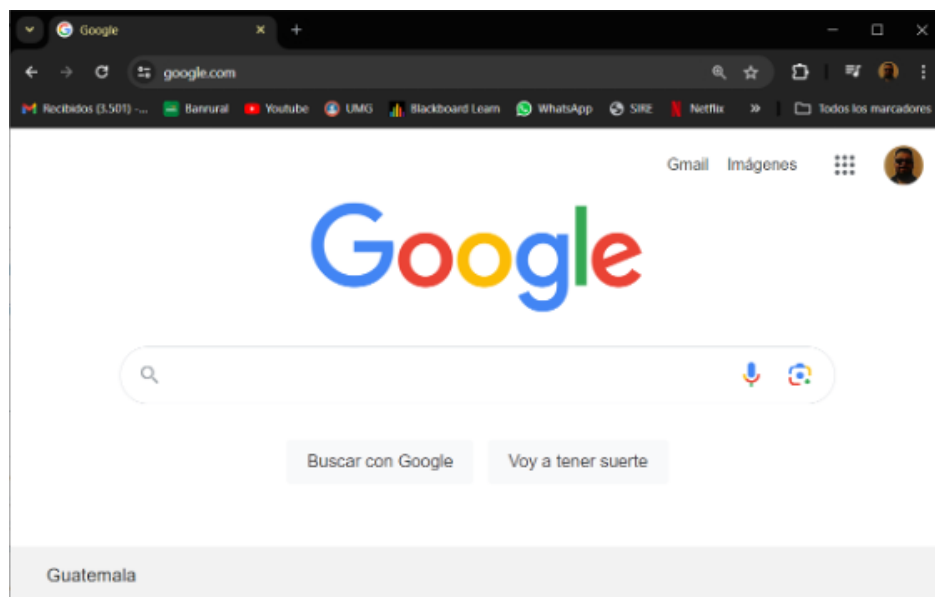 Google
google.com
Recibidos (3.501) -... Banrural Youtube UMG Blackboard Learn WhatsApp SIRE Netflix » Todos los marcadores
Gmail Imágenes
Google
Buscar con Google Voy a tener suerte
Guatemala